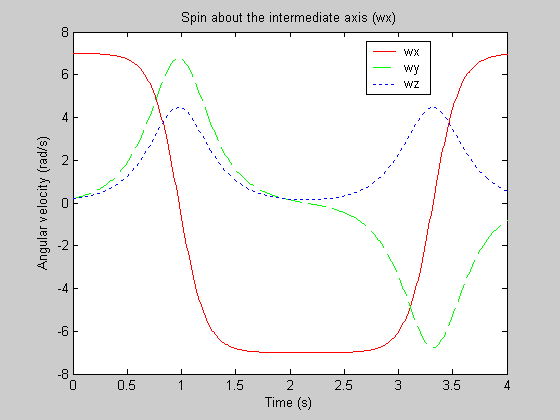 Spin about the intermediate axis (wx)
8
6
4
2
0
-2
-4
-6
-8
Angular velocity (rad/s)
wx
wy
wz
0 0.5 1 1.5 2 2.5 3 3.5 4
Time (s)